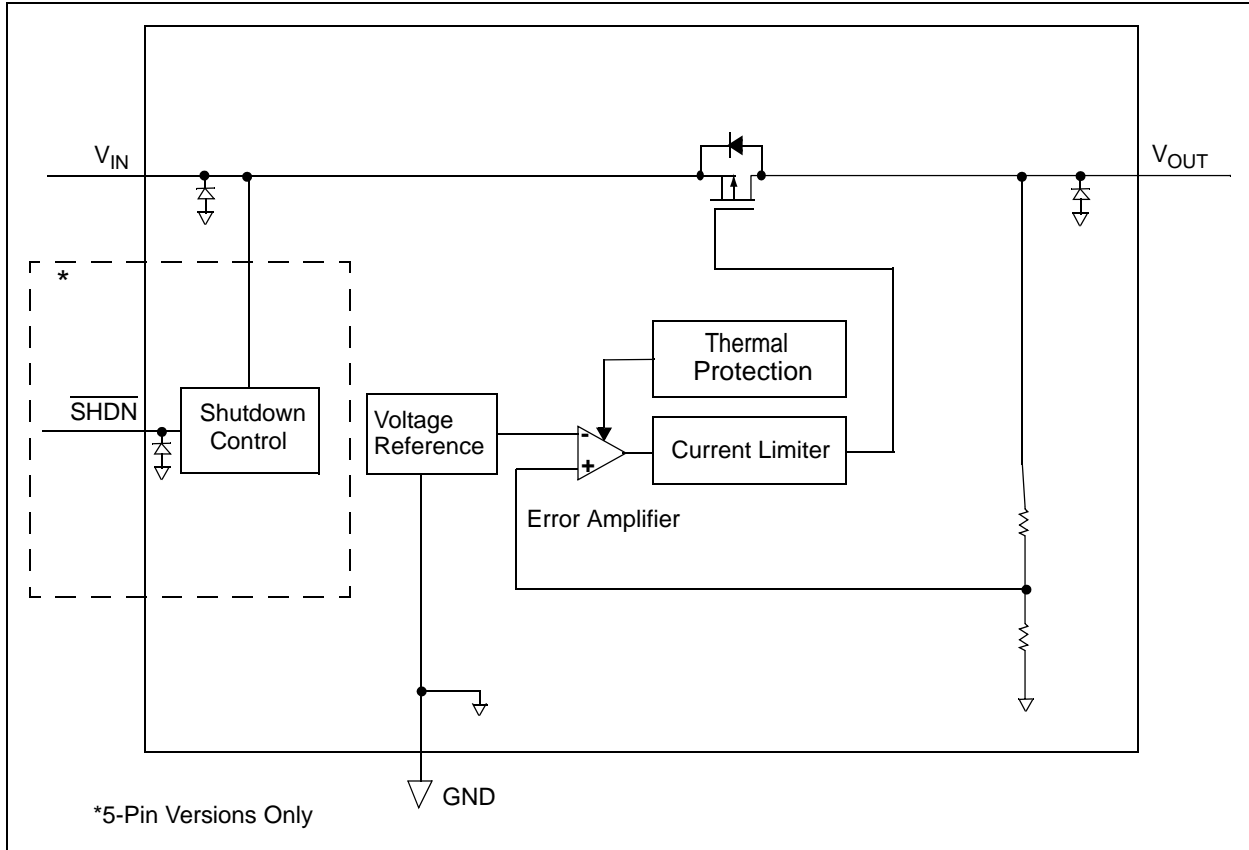 V_IN
V_OUT
*
Thermal
Protection
SHDN
Shutdown
Control
Voltage
Reference
-
+
Current Limiter
Error Amplifier
GND
*5-Pin Versions Only